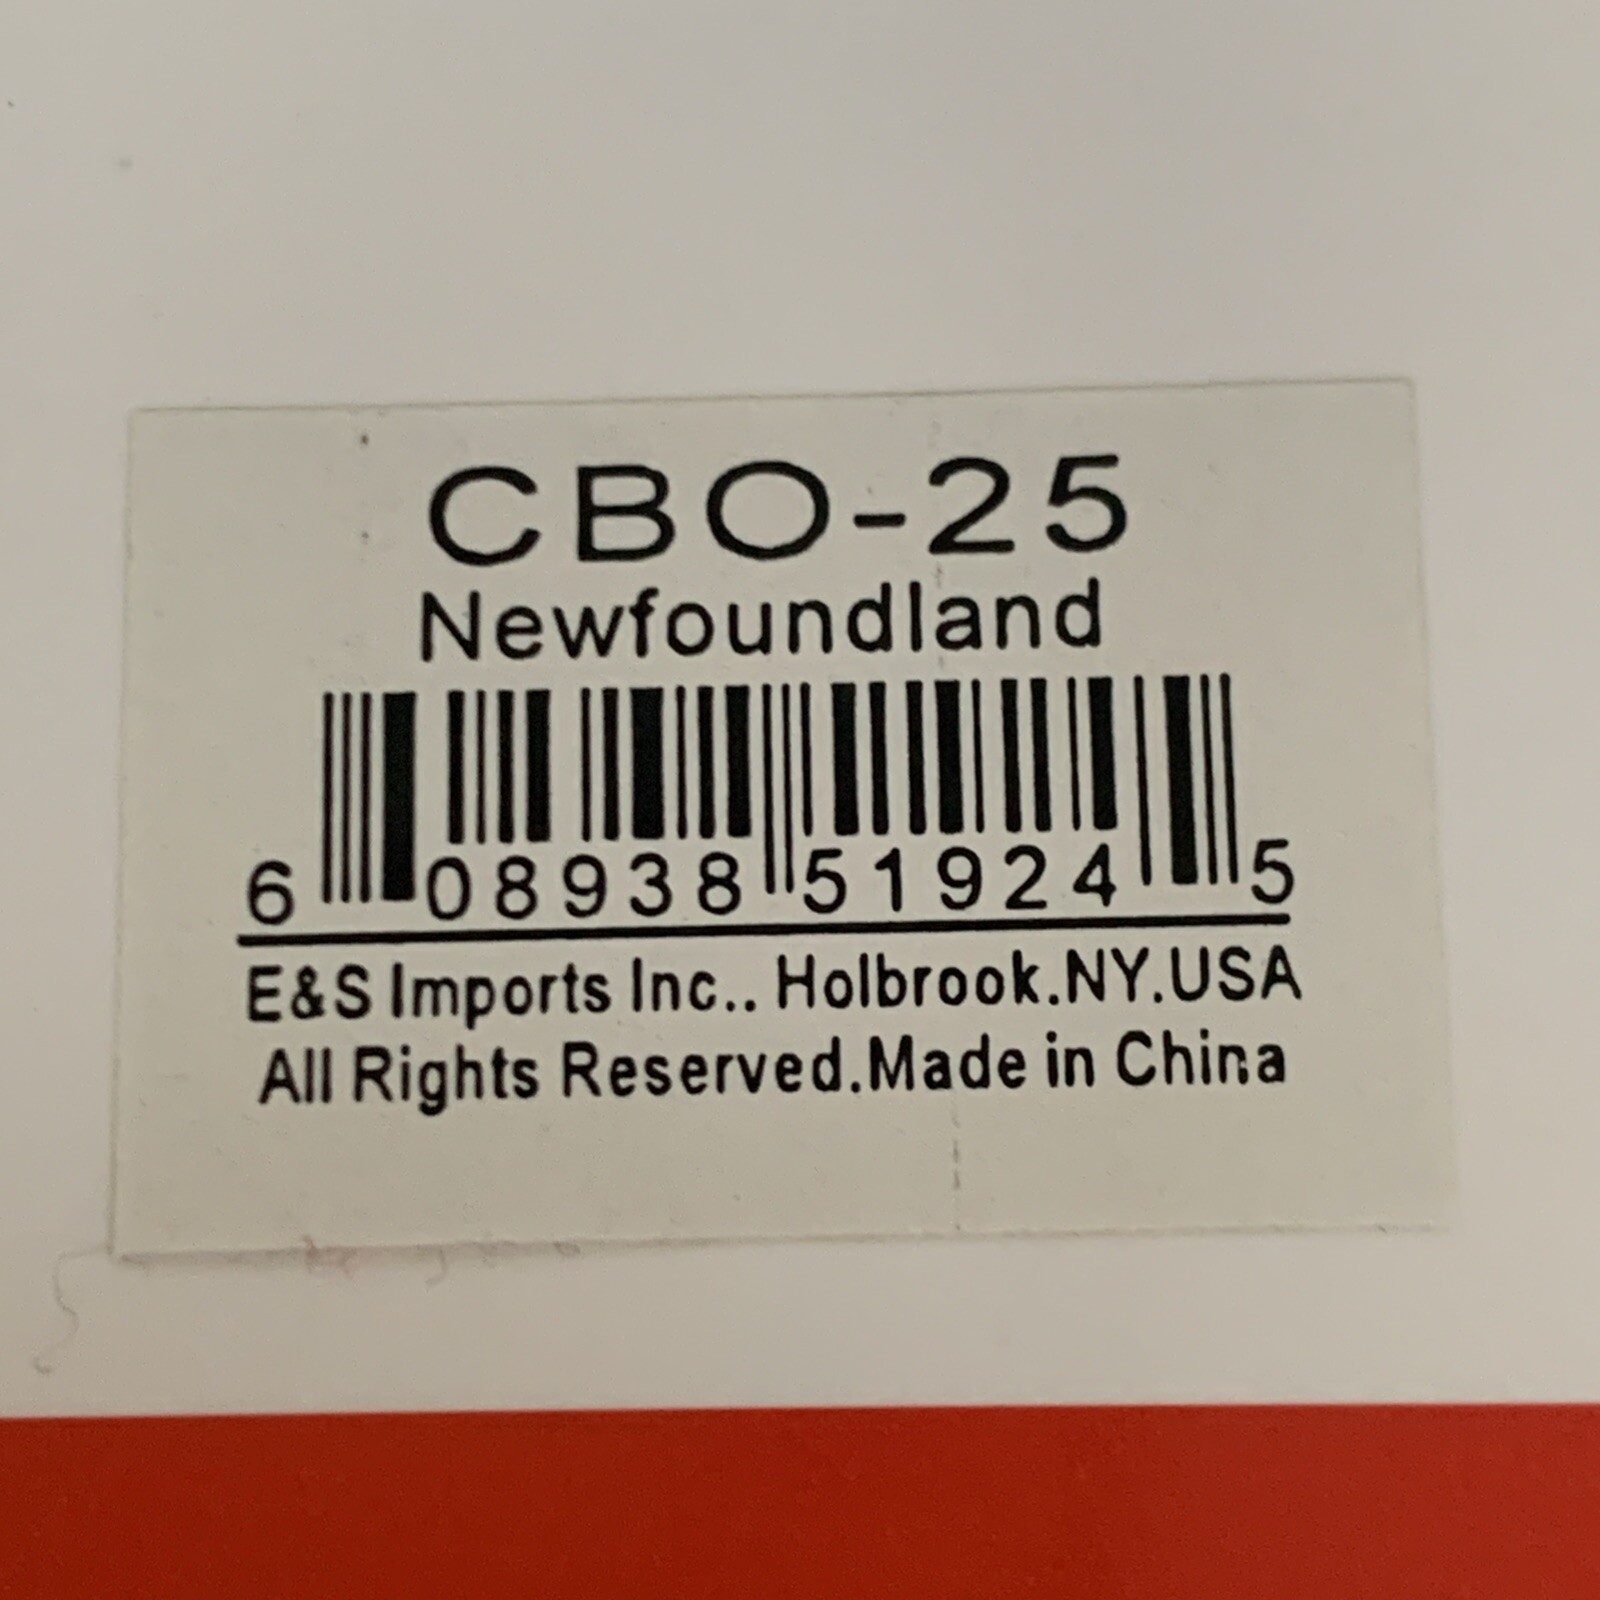 CBO-25
Newfoundland
6 08938 51924 5
E&S Imports Inc.. Holbrook.NY.USA
All Rights Reserved.Made in China